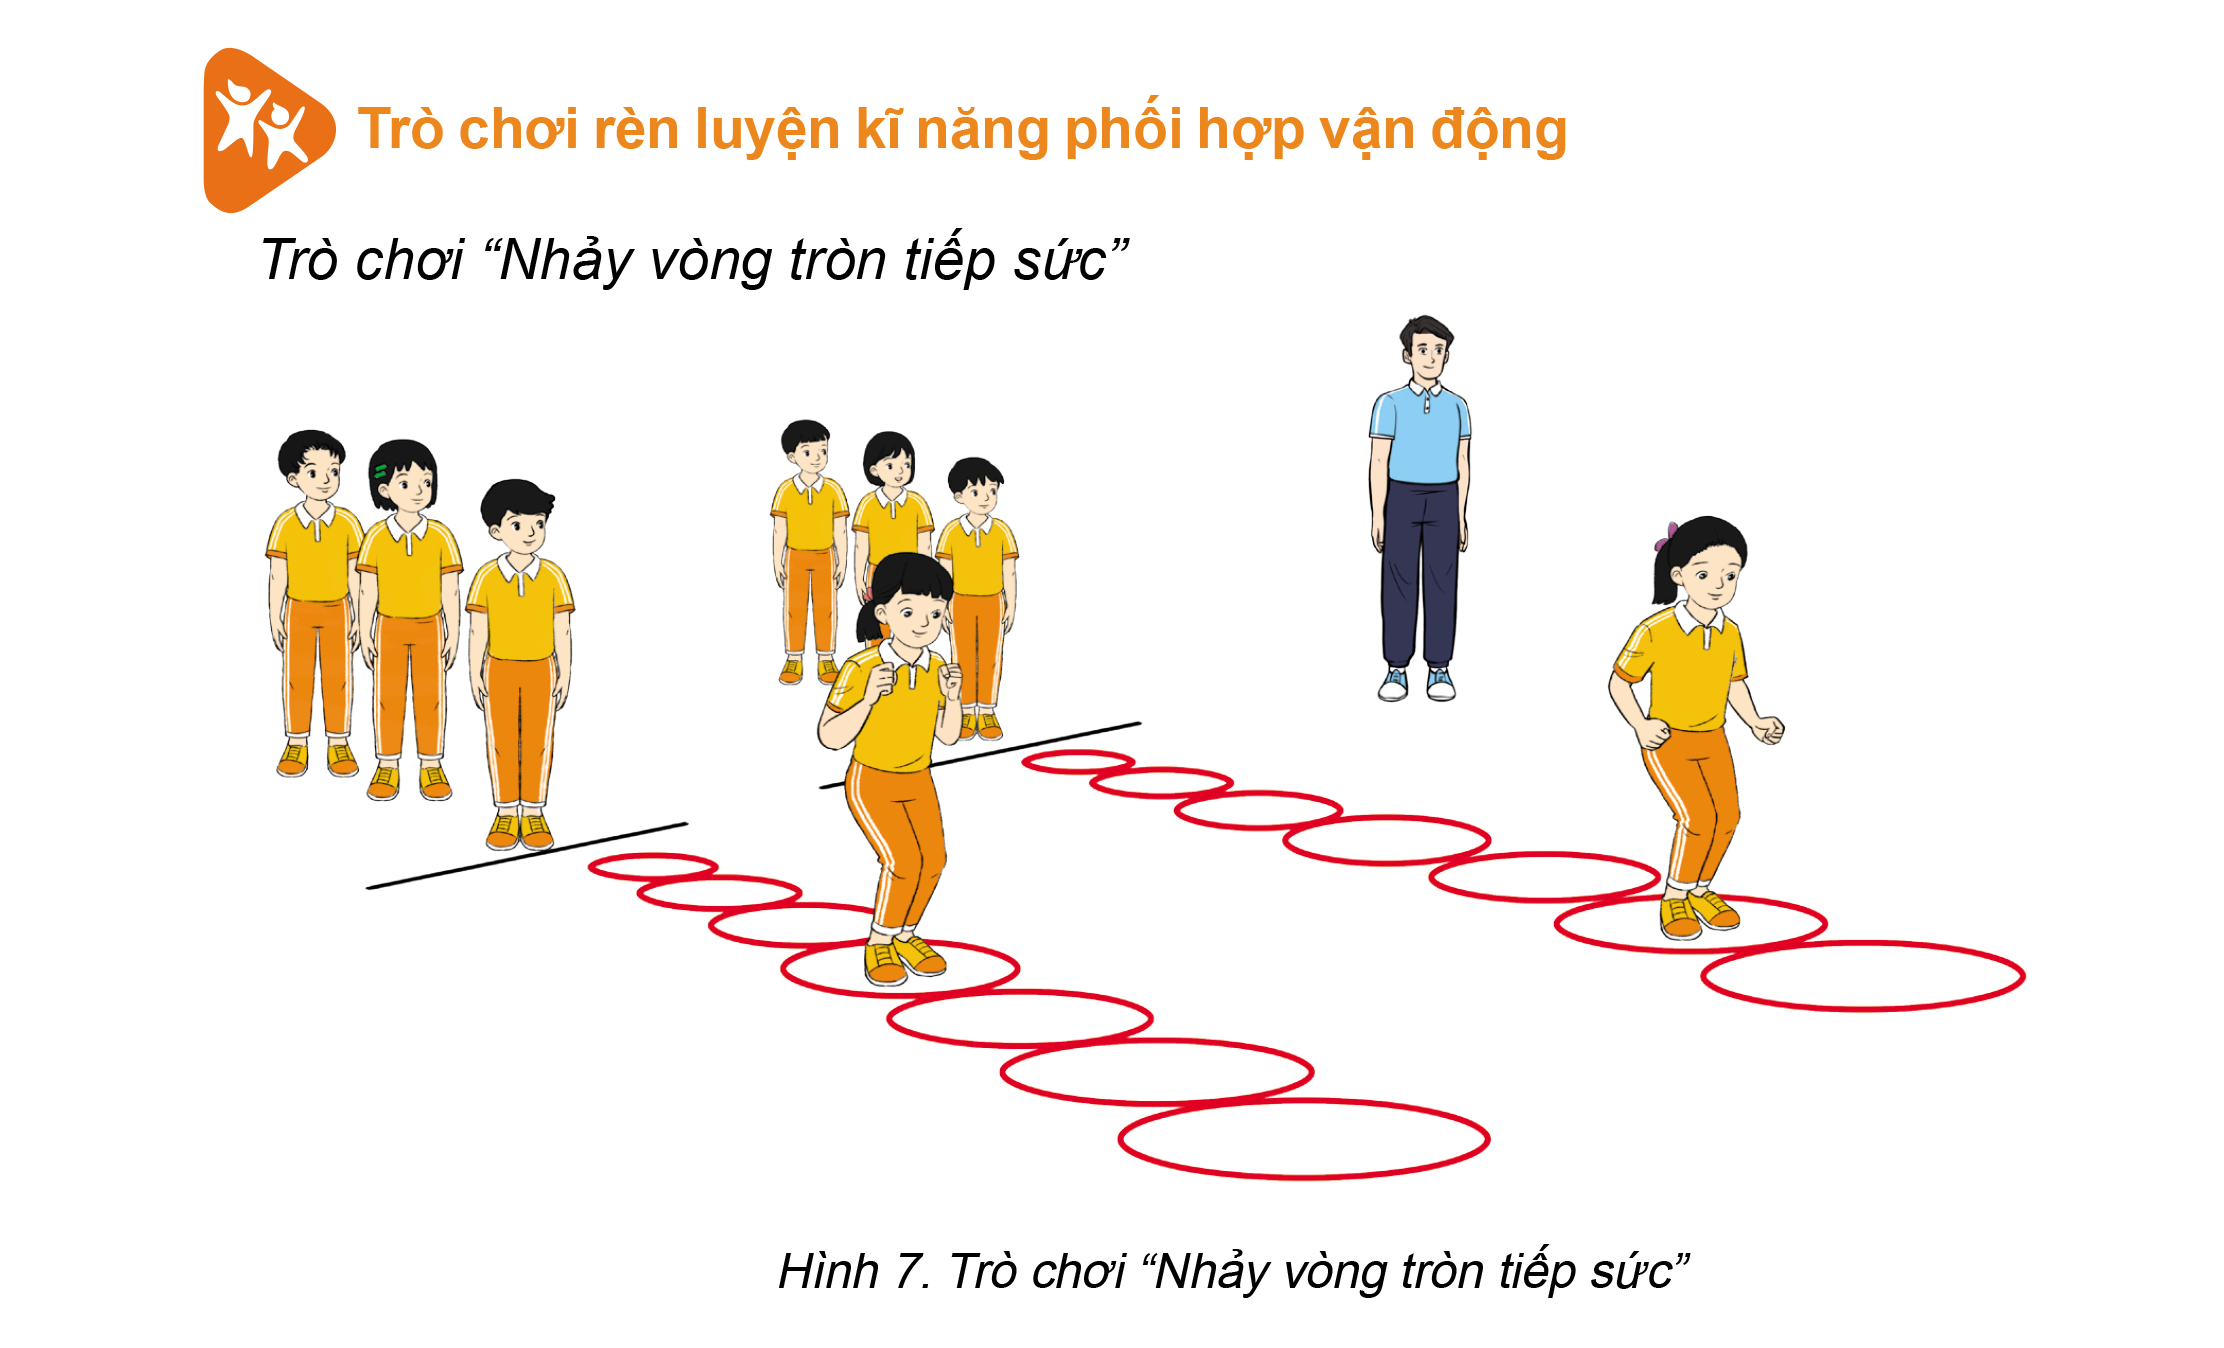 Trò chơi rèn luyện kĩ năng phối hợp vận động
Trò chơi “Nhảy vòng tròn tiếp sức”
Hình 7. Trò chơi “Nhảy vòng tròn tiếp sức”